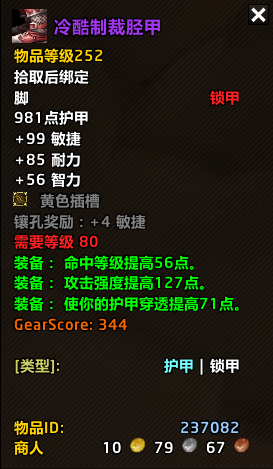 冷酷制裁胫甲
物品等级252
拾取后绑定
脚 锁甲
981点护甲
+99 敏捷
+85 耐力
+56 智力
黄色插槽
镶孔奖励：+4 敏捷
需要等级 80
装备：命中等级提高56点。
装备：攻击强度提高127点。
装备：使你的护甲穿透提高71点。
GearScore: 344
[类型]: 护甲 | 锁甲
物品ID: 237082
商人 10 79 67